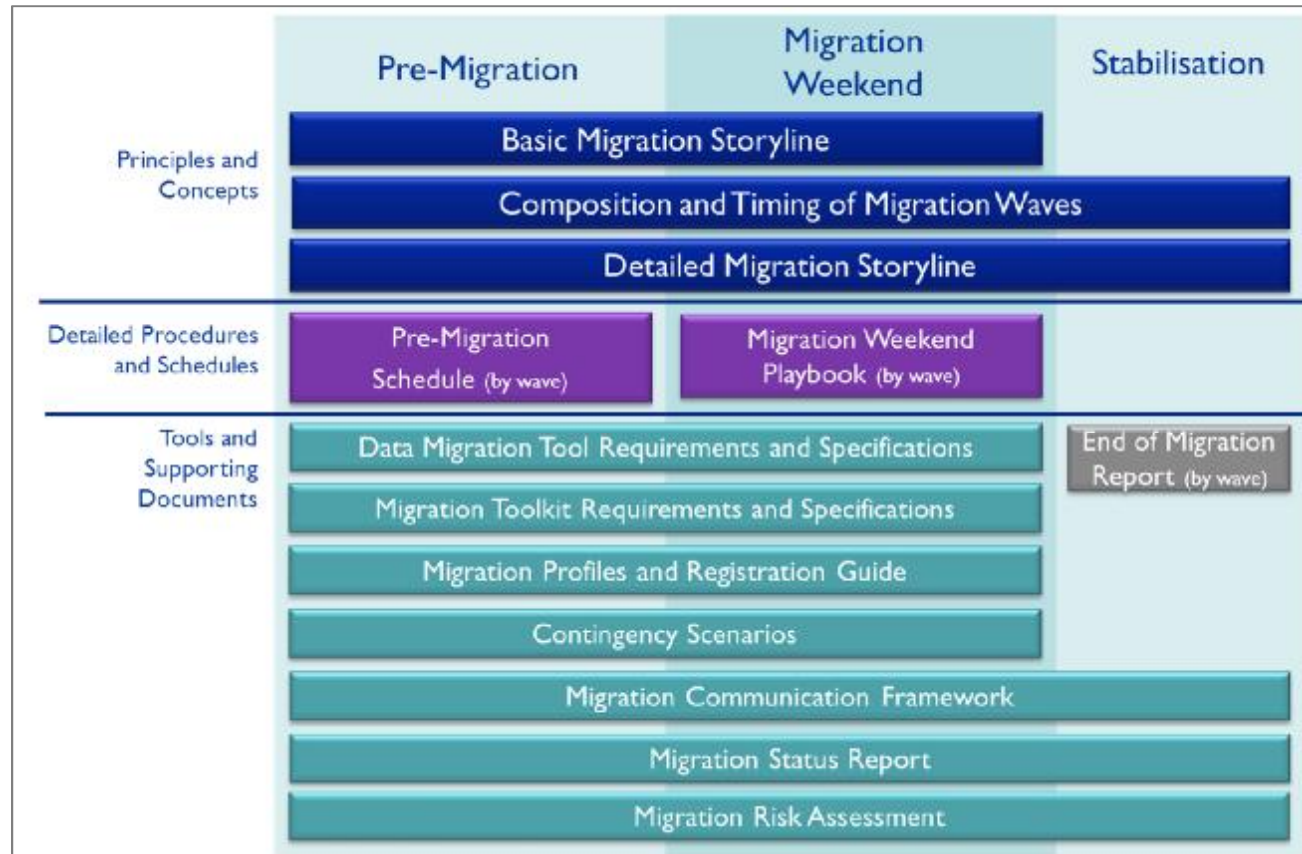 Pre-Migration
Migration
Weekend
Stabilisation
Principles and
Concepts
Basic Migration Storyline
Composition and Timing of Migration Waves
Detailed Migration Storyline
Detailed Procedures
and Schedules
Pre-Migration
Schedule (by wave)
Migration Weekend
Playbook (by wave)
Tools and
Supporting
Documents
Data Migration Tool Requirements and Specifications
End of Migration
Report (by wave)
Migration Toolkit Requirements and Specifications
Migration Profiles and Registration Guide
Contingency Scenarios
Migration Communication Framework
Migration Status Report
Migration Risk Assessment